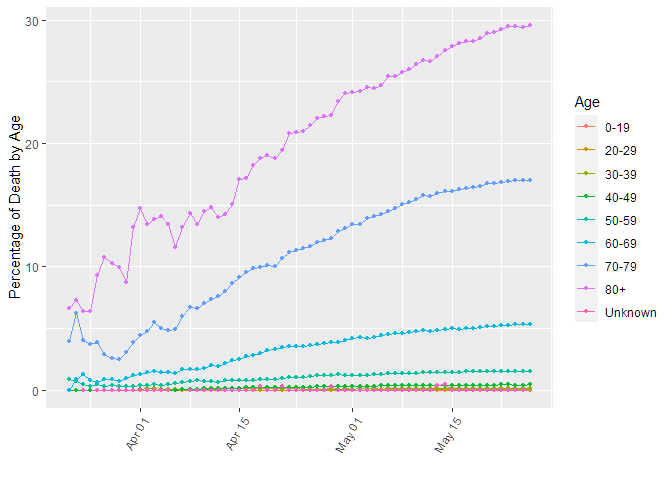 Percentage of Death by Age
30
20
10
0
Apr 01
Apr 15
May 01
May 15
Age
0-19
20-29
30-39
40-49
50-59
60-69
70-79
80+
Unknown